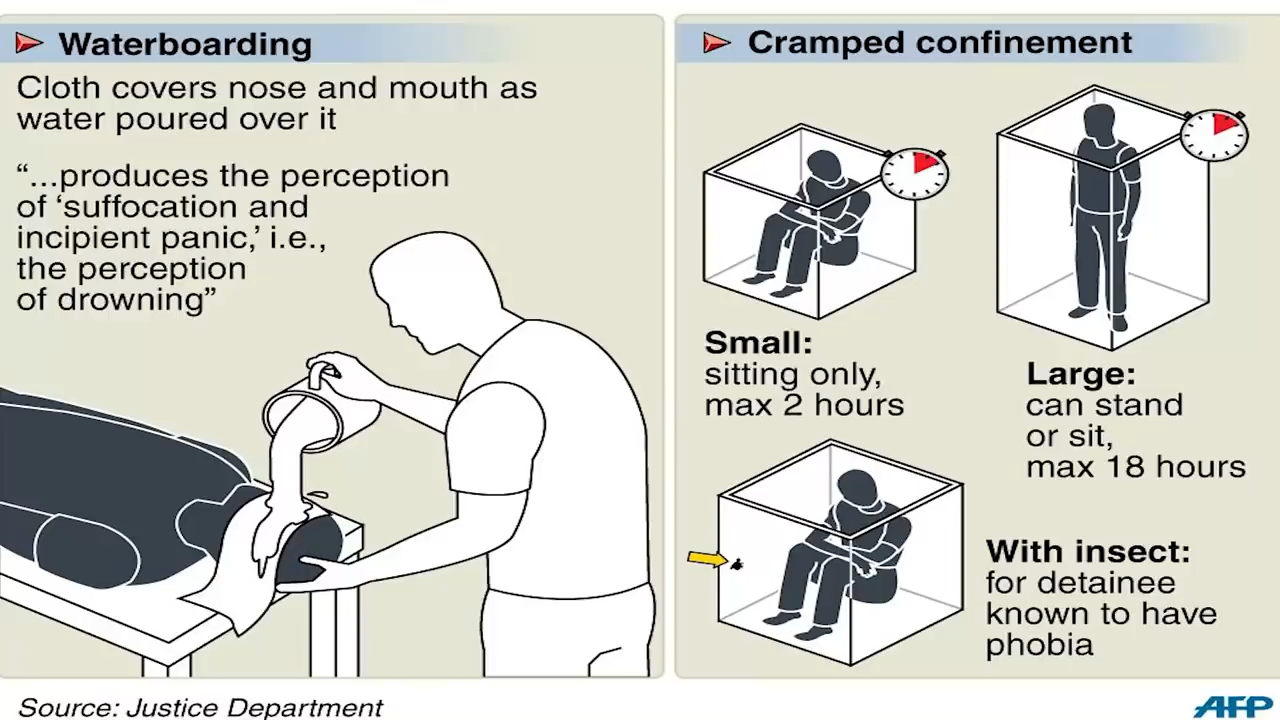 Waterboarding
Cloth covers nose and mouth as
water poured over it
“...produces the perception
of ‘suffocation and
incipient panic,’ i.e.,
the perception
of drowning”
Cramped confinement
Small:
sitting only,
max 2 hours
Large:
can stand
or sit,
max 18 hours
With insect:
for detainee
known to have
phobia
Source: Justice Department
AFP